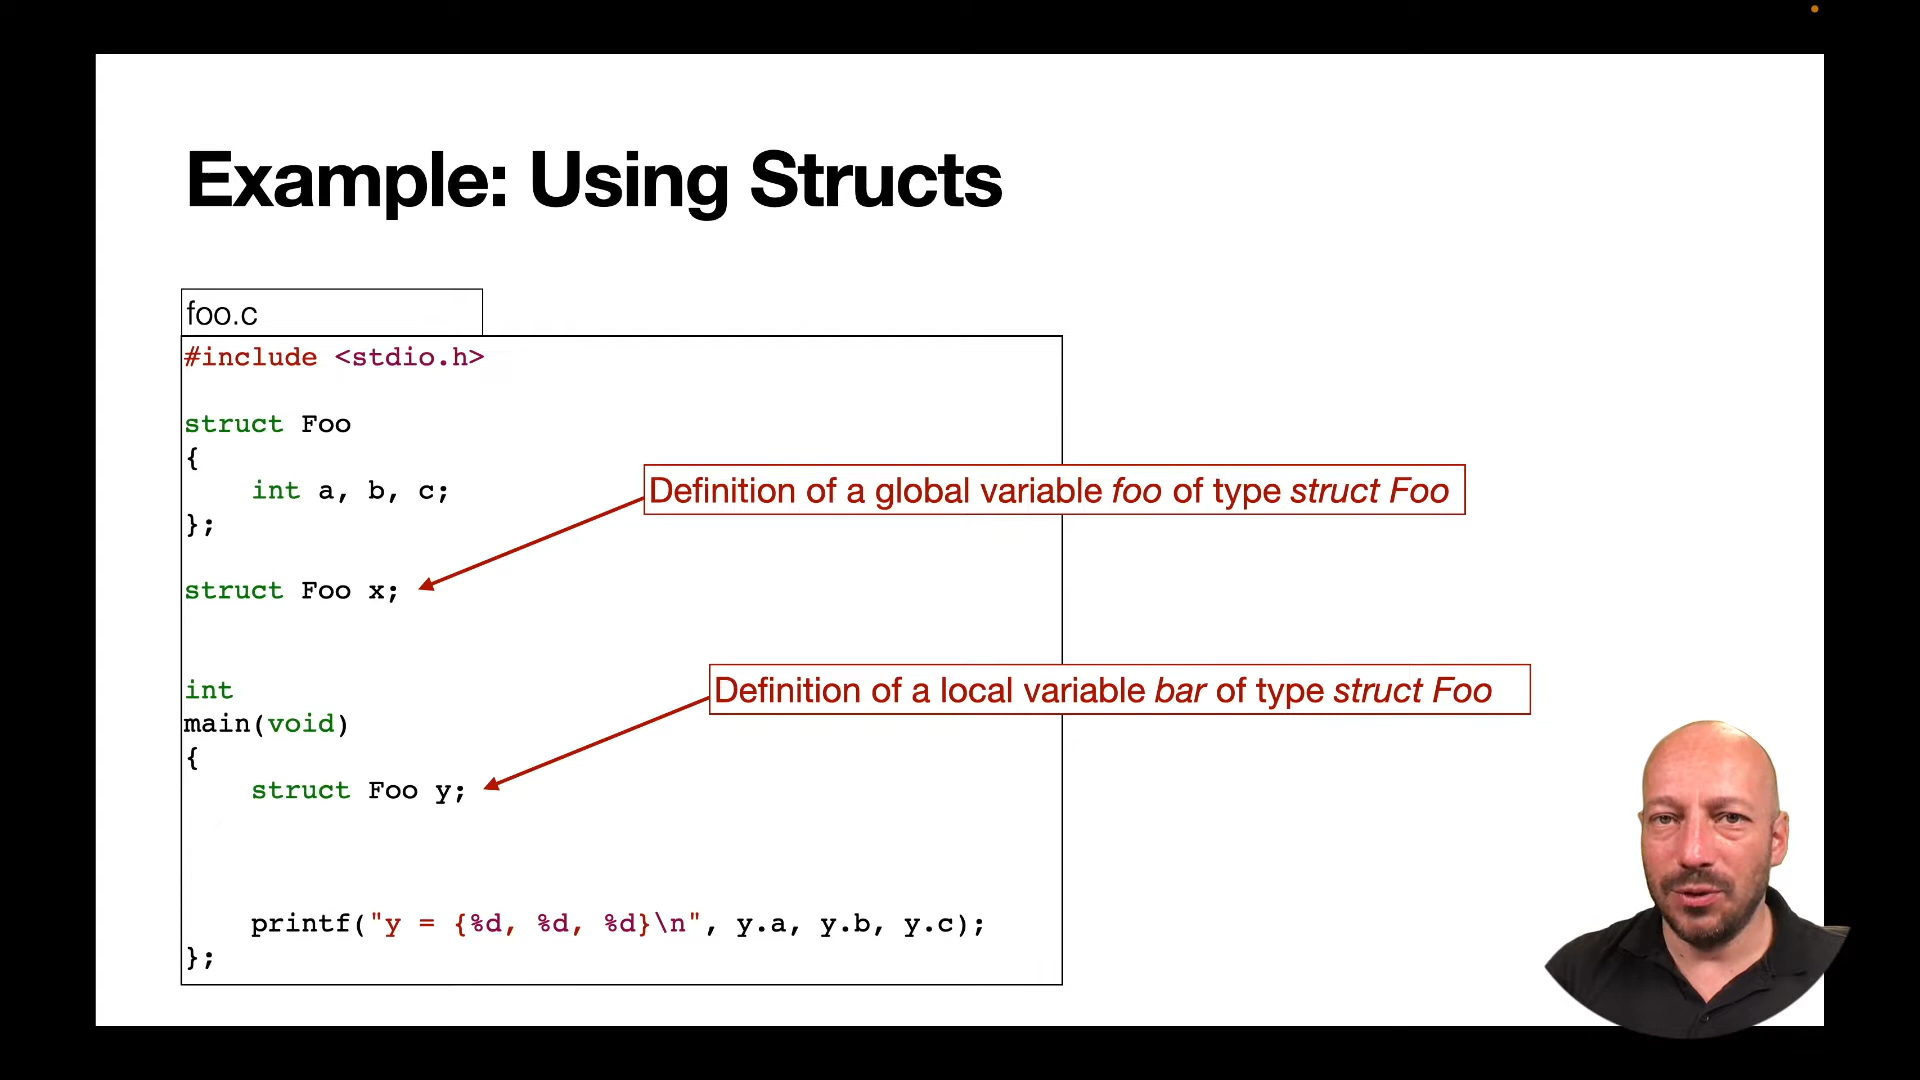 Example: Using Structs
foo.c
#include <stdio.h>
struct Foo
{
    int a, b, c;
};
Definition of a global variable foo of type struct Foo
struct Foo x;
int
main(void)
{
Definition of a local variable bar of type struct Foo
    struct Foo y;
    printf("y = {%d, %d, %d}\n", y.a, y.b, y.c);
};